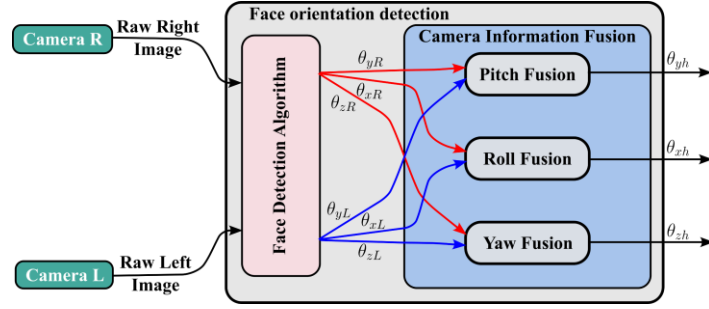 Face orientation detection
Camera R
Raw Right
Image
Camera Information Fusion
Face Detection Algorithm
θyR
θxR
θzR
Pitch Fusion
θyh
Roll Fusion
θxh
θyL
θxL
θzL
Yaw Fusion
θzh
Camera L
Raw Left
Image